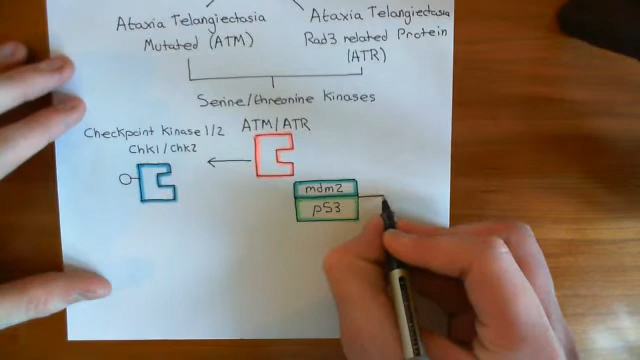 Ataxia Telangiectasia
Mutated (ATM)
Ataxia Telangiectasia
Rad3 related Protein
(ATR)
Serine/threonine Kinases
Checkpoint Kinase 1/2
Chk1/Chk2
ATM/ATR
mdm2
p53